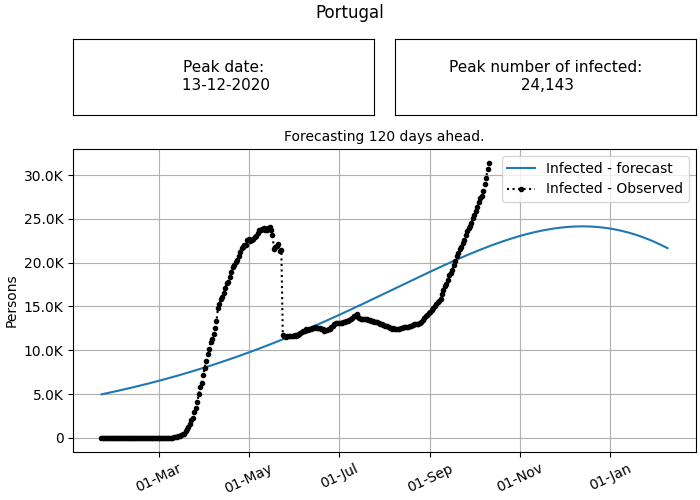 Portugal
Peak date:
13-12-2020
Peak number of infected:
24,143
Forecasting 120 days ahead.
Infected - forecast
Infected - Observed
30.0K
25.0K
20.0K
15.0K
10.0K
5.0K
0
Persons
01-Mar
01-May
01-Jul
01-Sep
01-Nov
01-Jan